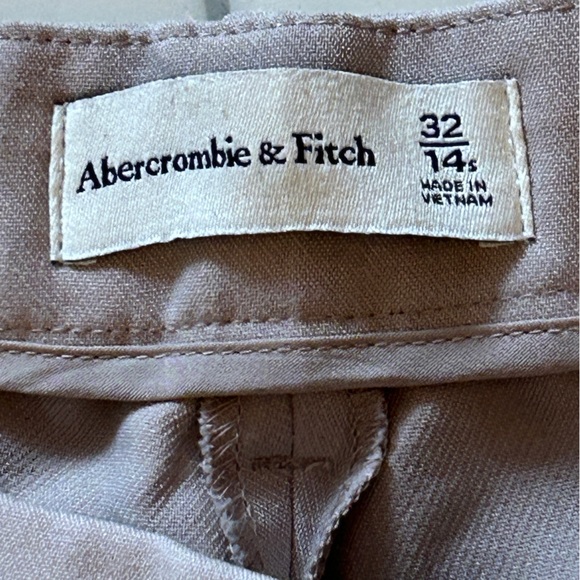 Abercrombie & Fitch
32
14s
MADE IN
VIETNAM